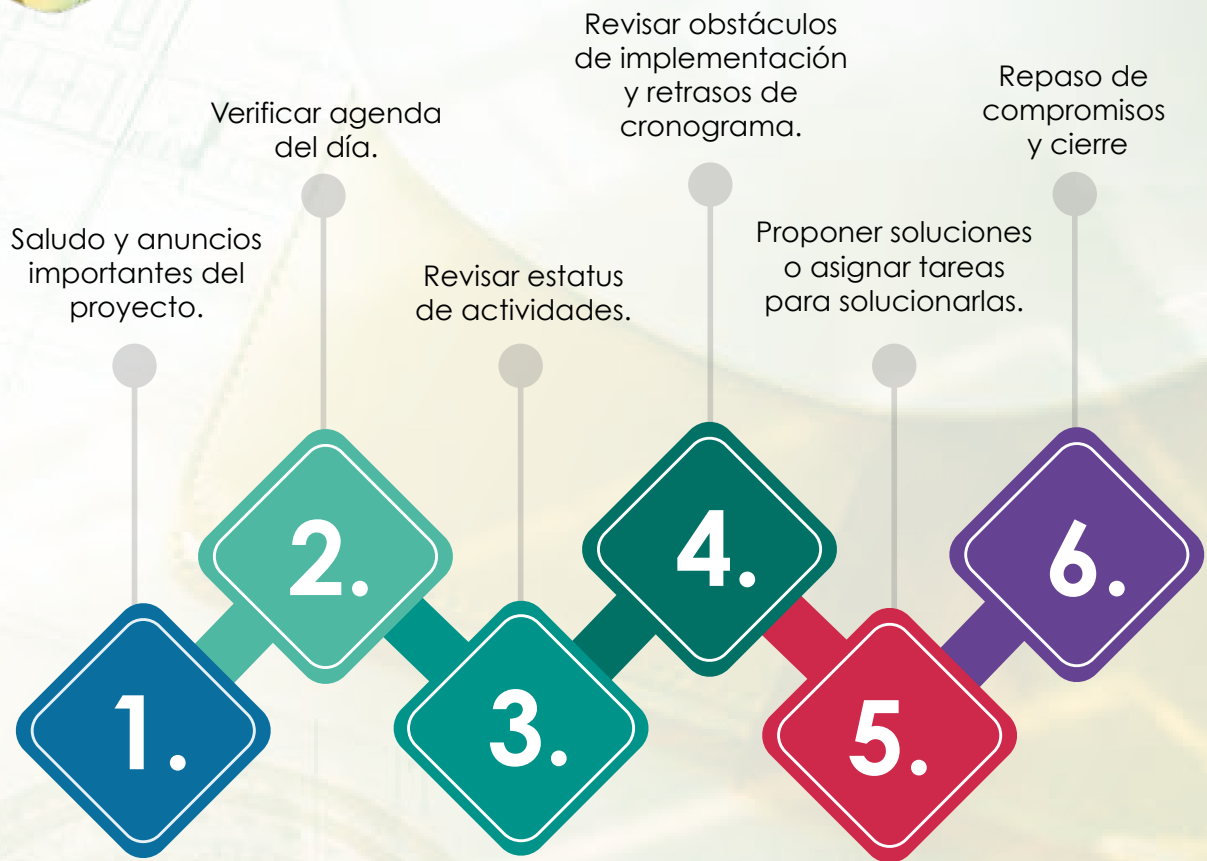 Saludo y anuncios
importantes del
proyecto.
1.
Verificar agenda
del día.
2.
Revisar estatus
de actividades.
3.
Revisar obstáculos
de implementación
y retrasos de
cronograma.
4.
Proponer soluciones
o asignar tareas
para solucionarlas.
5.
Repaso de
compromisos
y cierre
6.